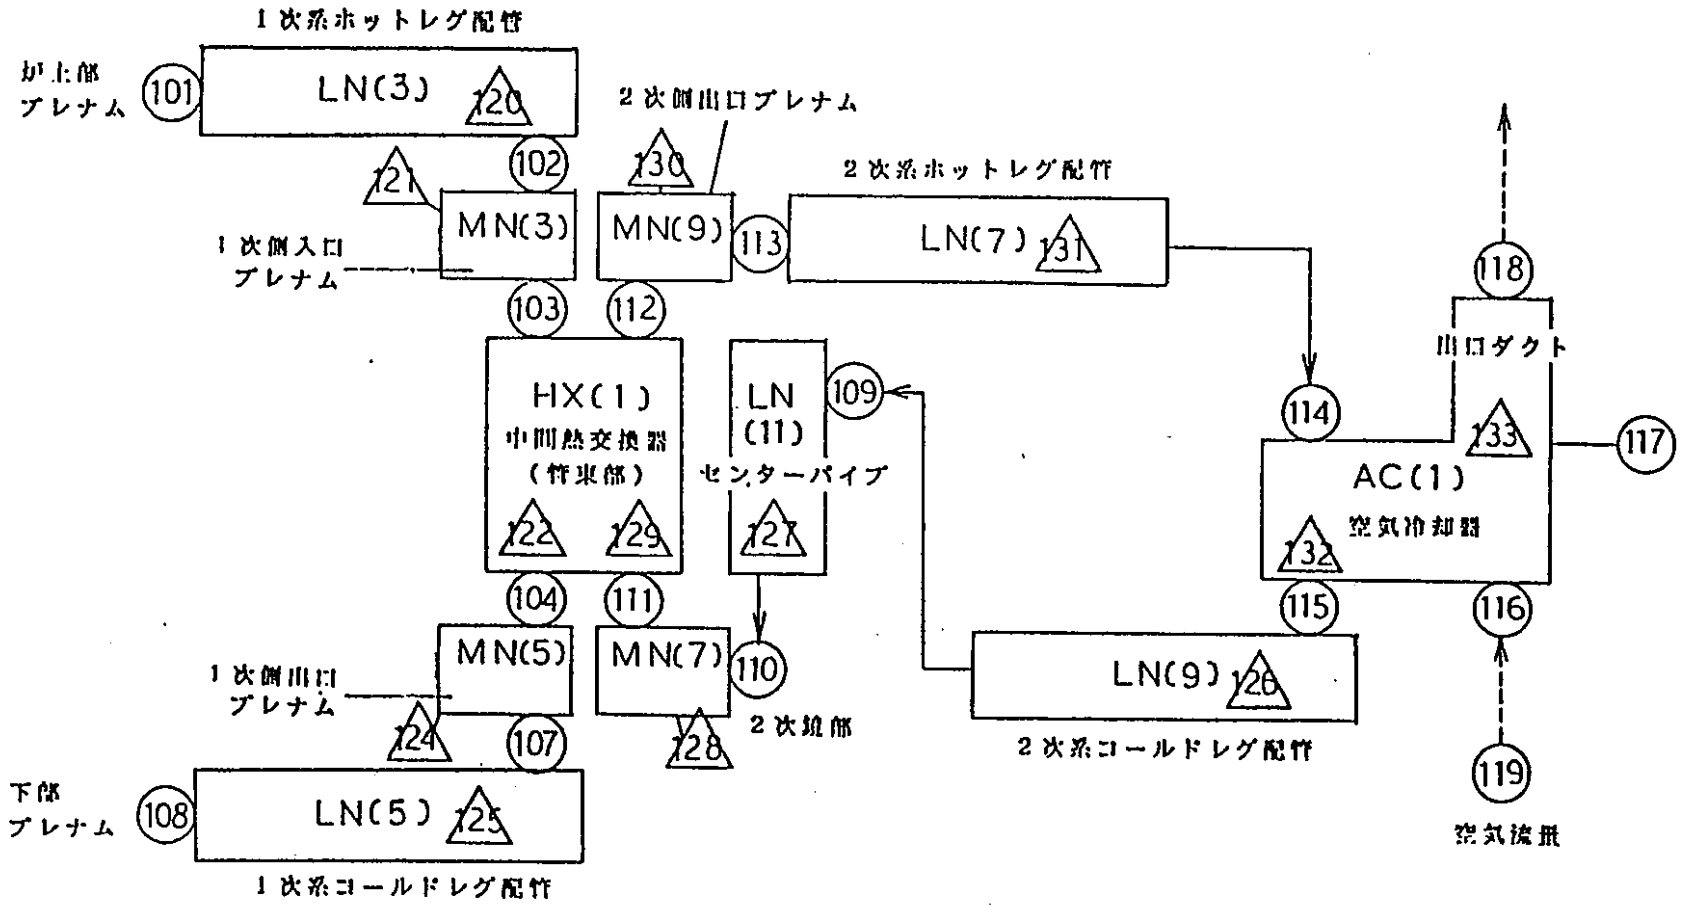 1次系ホットレグ配管
炉上部
プレナム
101
LN(3)
120
102
121
MN(3)
1次側入口
プレナム
103
2次側出口プレナム
130
MN(9)
113
112
2次系ホットレグ配管
LN(7)
131
118
出口ダクト
HX(1)
中間熱交換器
(管束部)
122
129
LN
(11)
センターパイプ
127
109
114
133
117
AC(1)
空気冷却器
132
104
111
115
116
MN(5)
1次側出口
プレナム
124
107
MN(7)
110
128
2次鏡部
LN(9)
126
2次系コールドレグ配管
119
空気流量
下部
プレナム
108
LN(5)
125
1次系コールドレグ配管